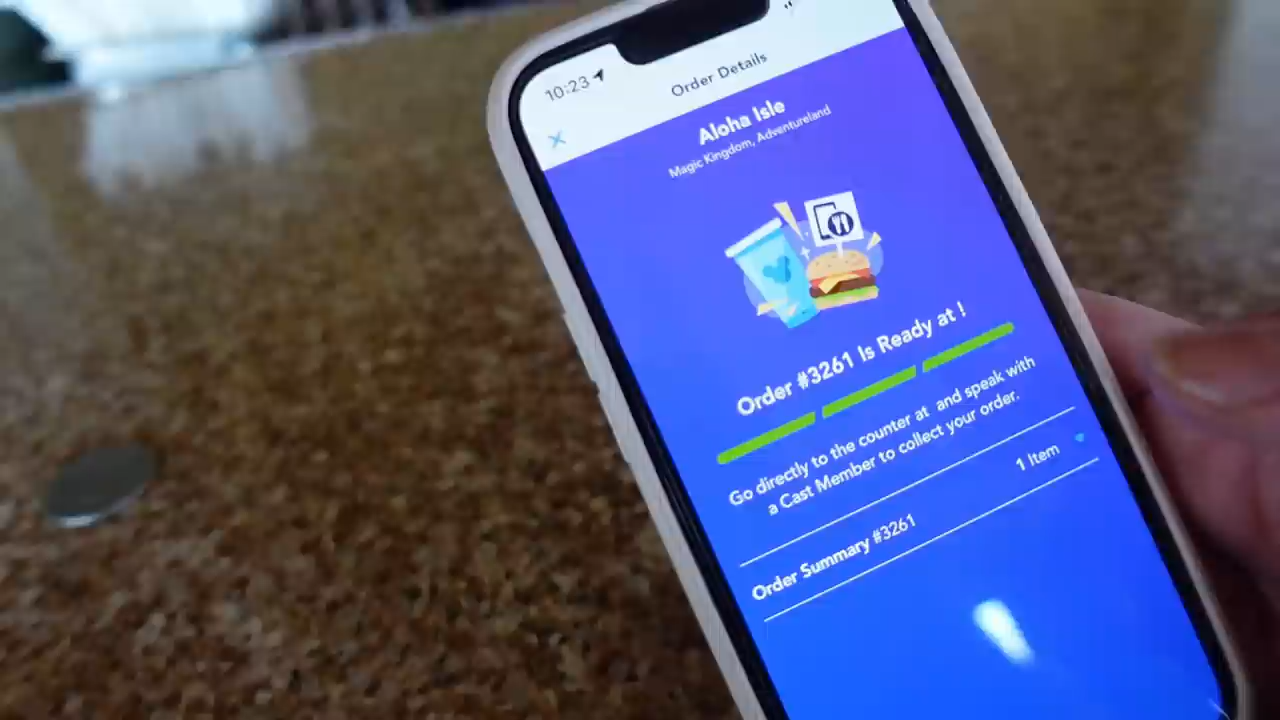 10:23
Order Details
Aloha Isle
Magic Kingdom, Adventureland
Order #3261 Is Ready at !
Go directly to the counter at and speak with
a Cast Member to collect your order.
1 Item
Order Summary #3261